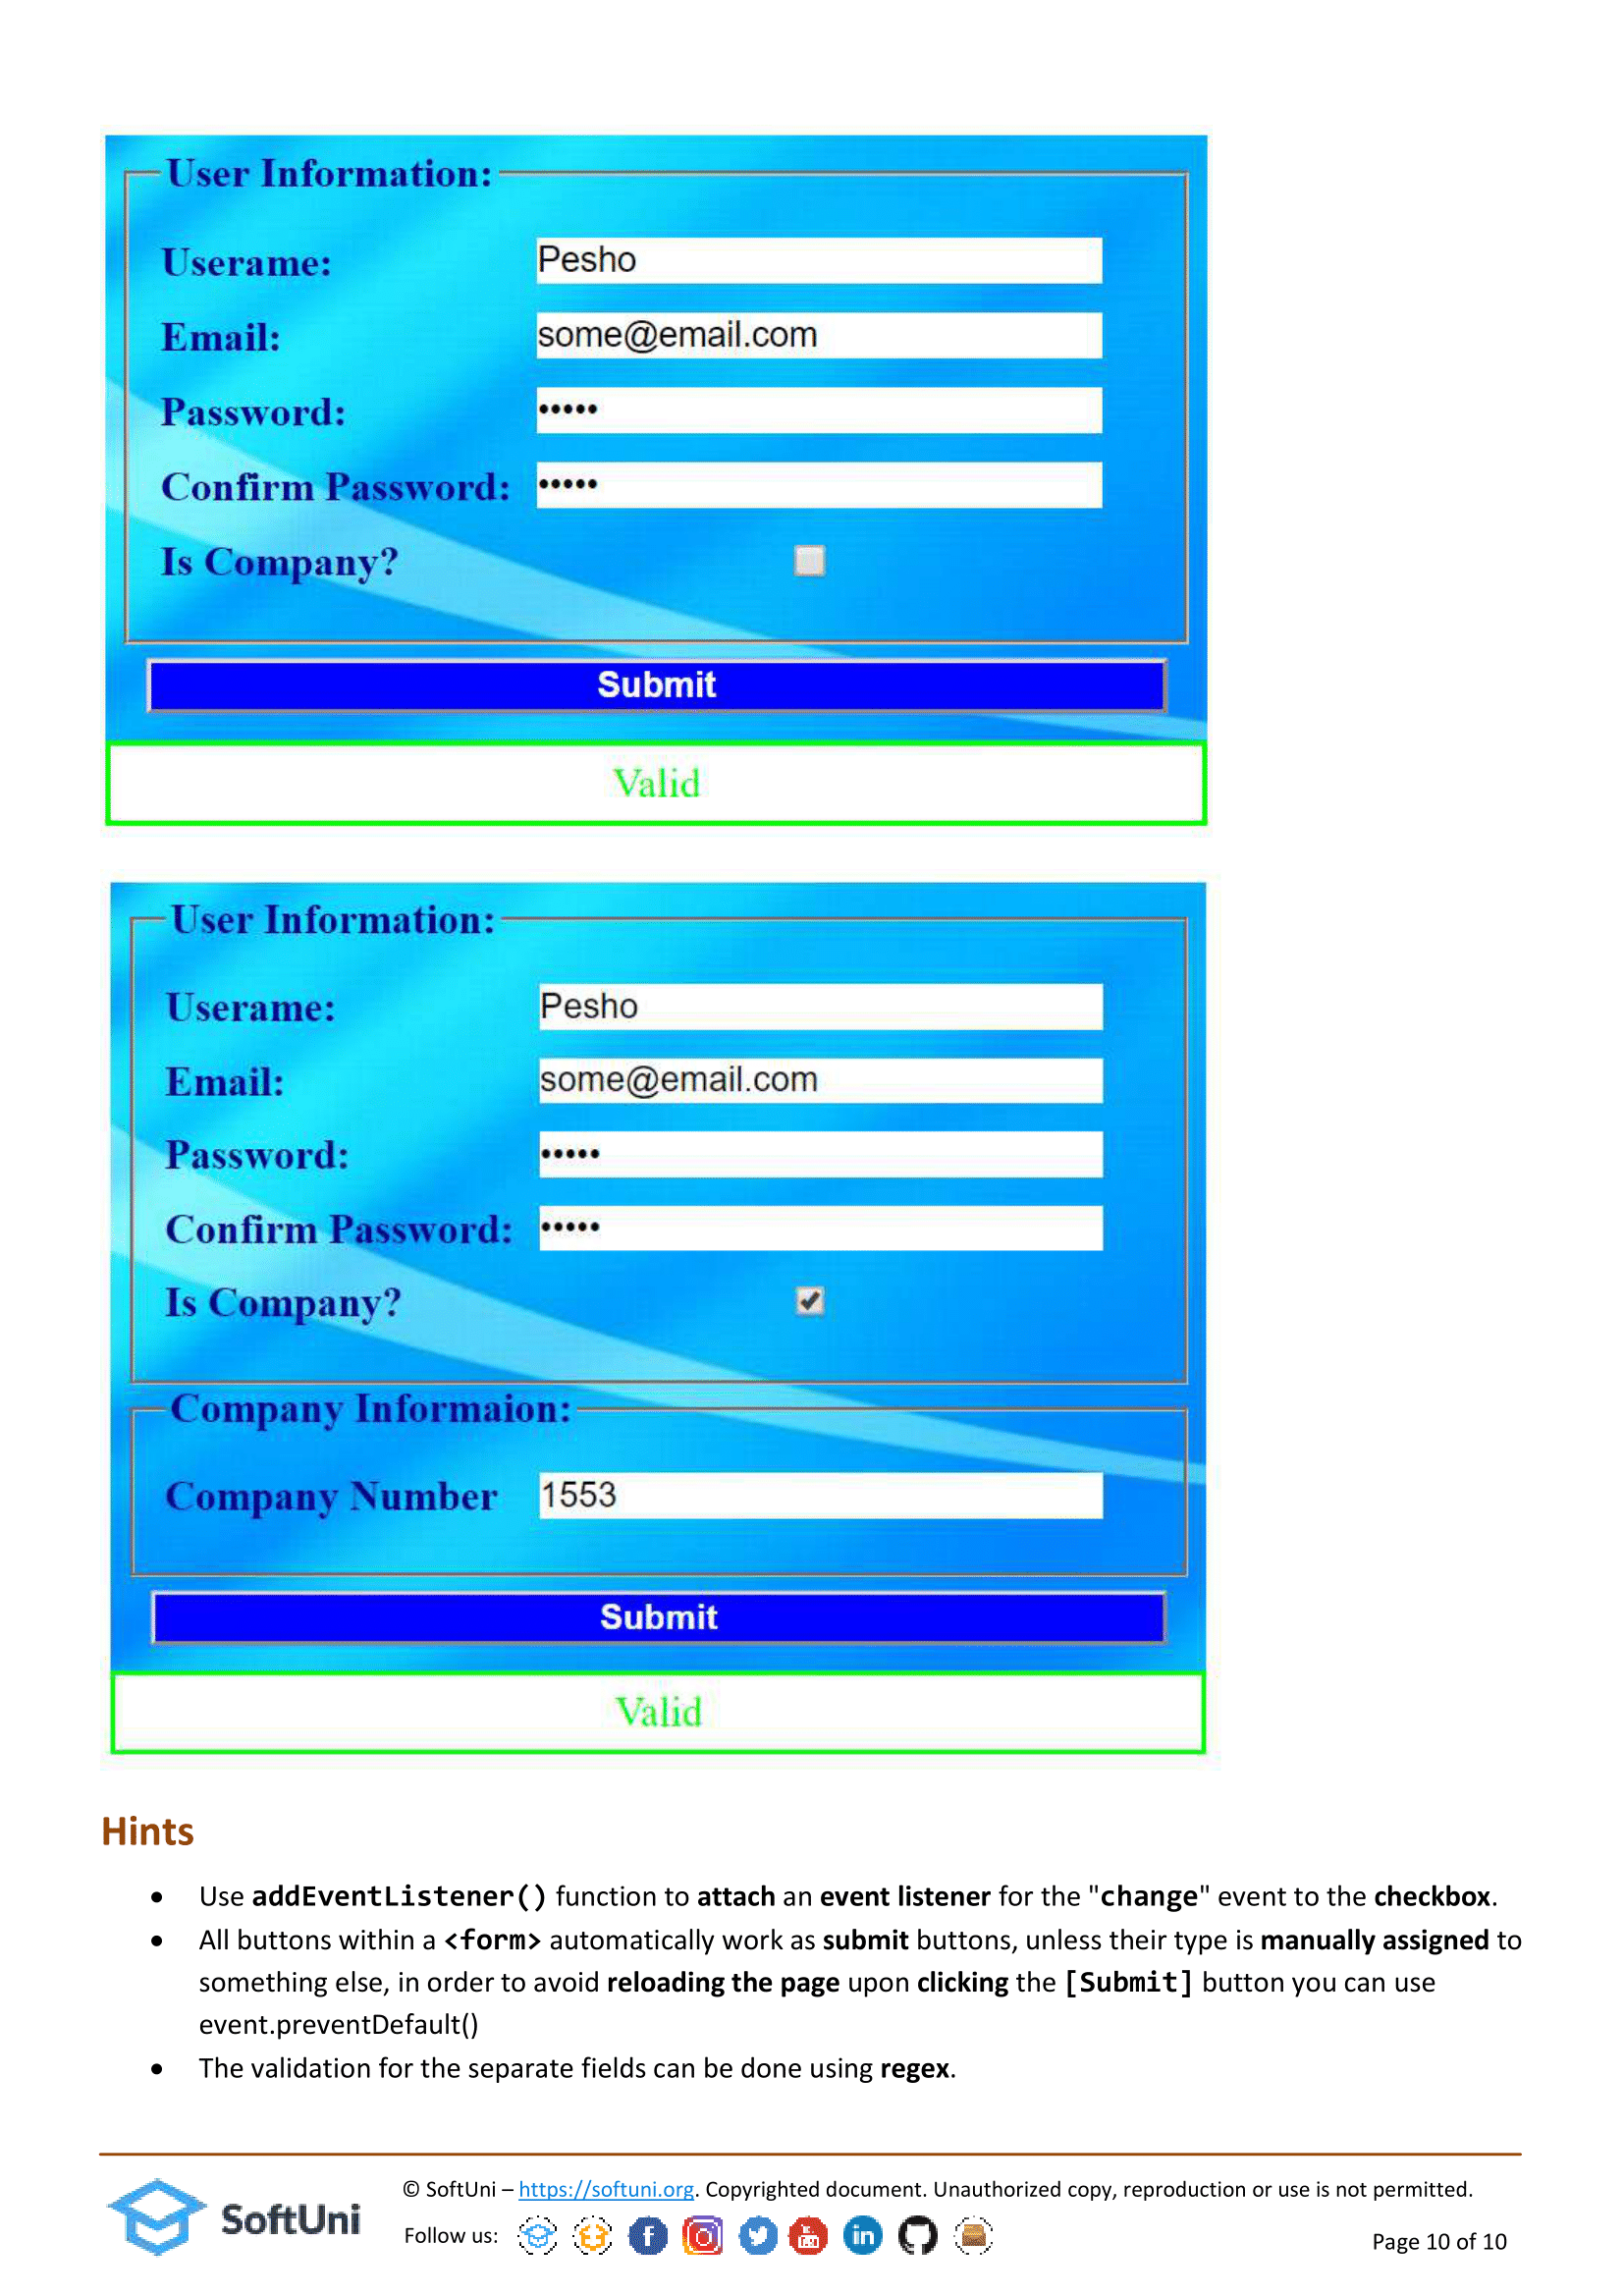 User Information:
Userame: Pesho
Email: some@email.com
Password: •••••
Confirm Password: •••••
Is Company?
Submit
Valid
User Information:
Userame: Pesho
Email: some@email.com
Password: •••••
Confirm Password: •••••
Is Company?
Company Informaion:
Company Number 1553
Submit
Valid
Hints
• Use addEventListener() function to attach an event listener for the "change" event to the checkbox.
• All buttons within a <form> automatically work as submit buttons, unless their type is manually assigned to
something else, in order to avoid reloading the page upon clicking the [Submit] button you can use
event.preventDefault()
• The validation for the separate fields can be done using regex.
SoftUni
© SoftUni – https://softuni.org. Copyrighted document. Unauthorized copy, reproduction or use is not permitted.
Follow us:
Page 10 of 10